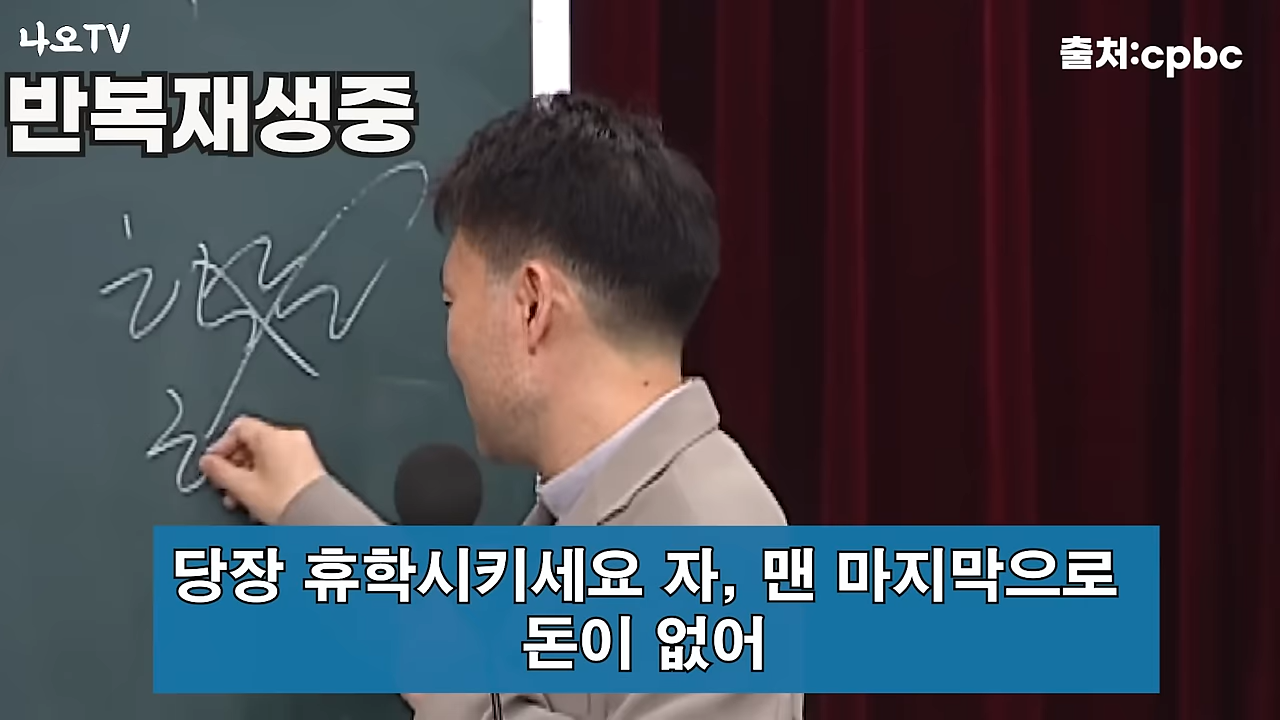 나오TV
출처:cpbc
반복재생중
당장 휴학시키세요 자, 맨 마지막으로
돈이 없어